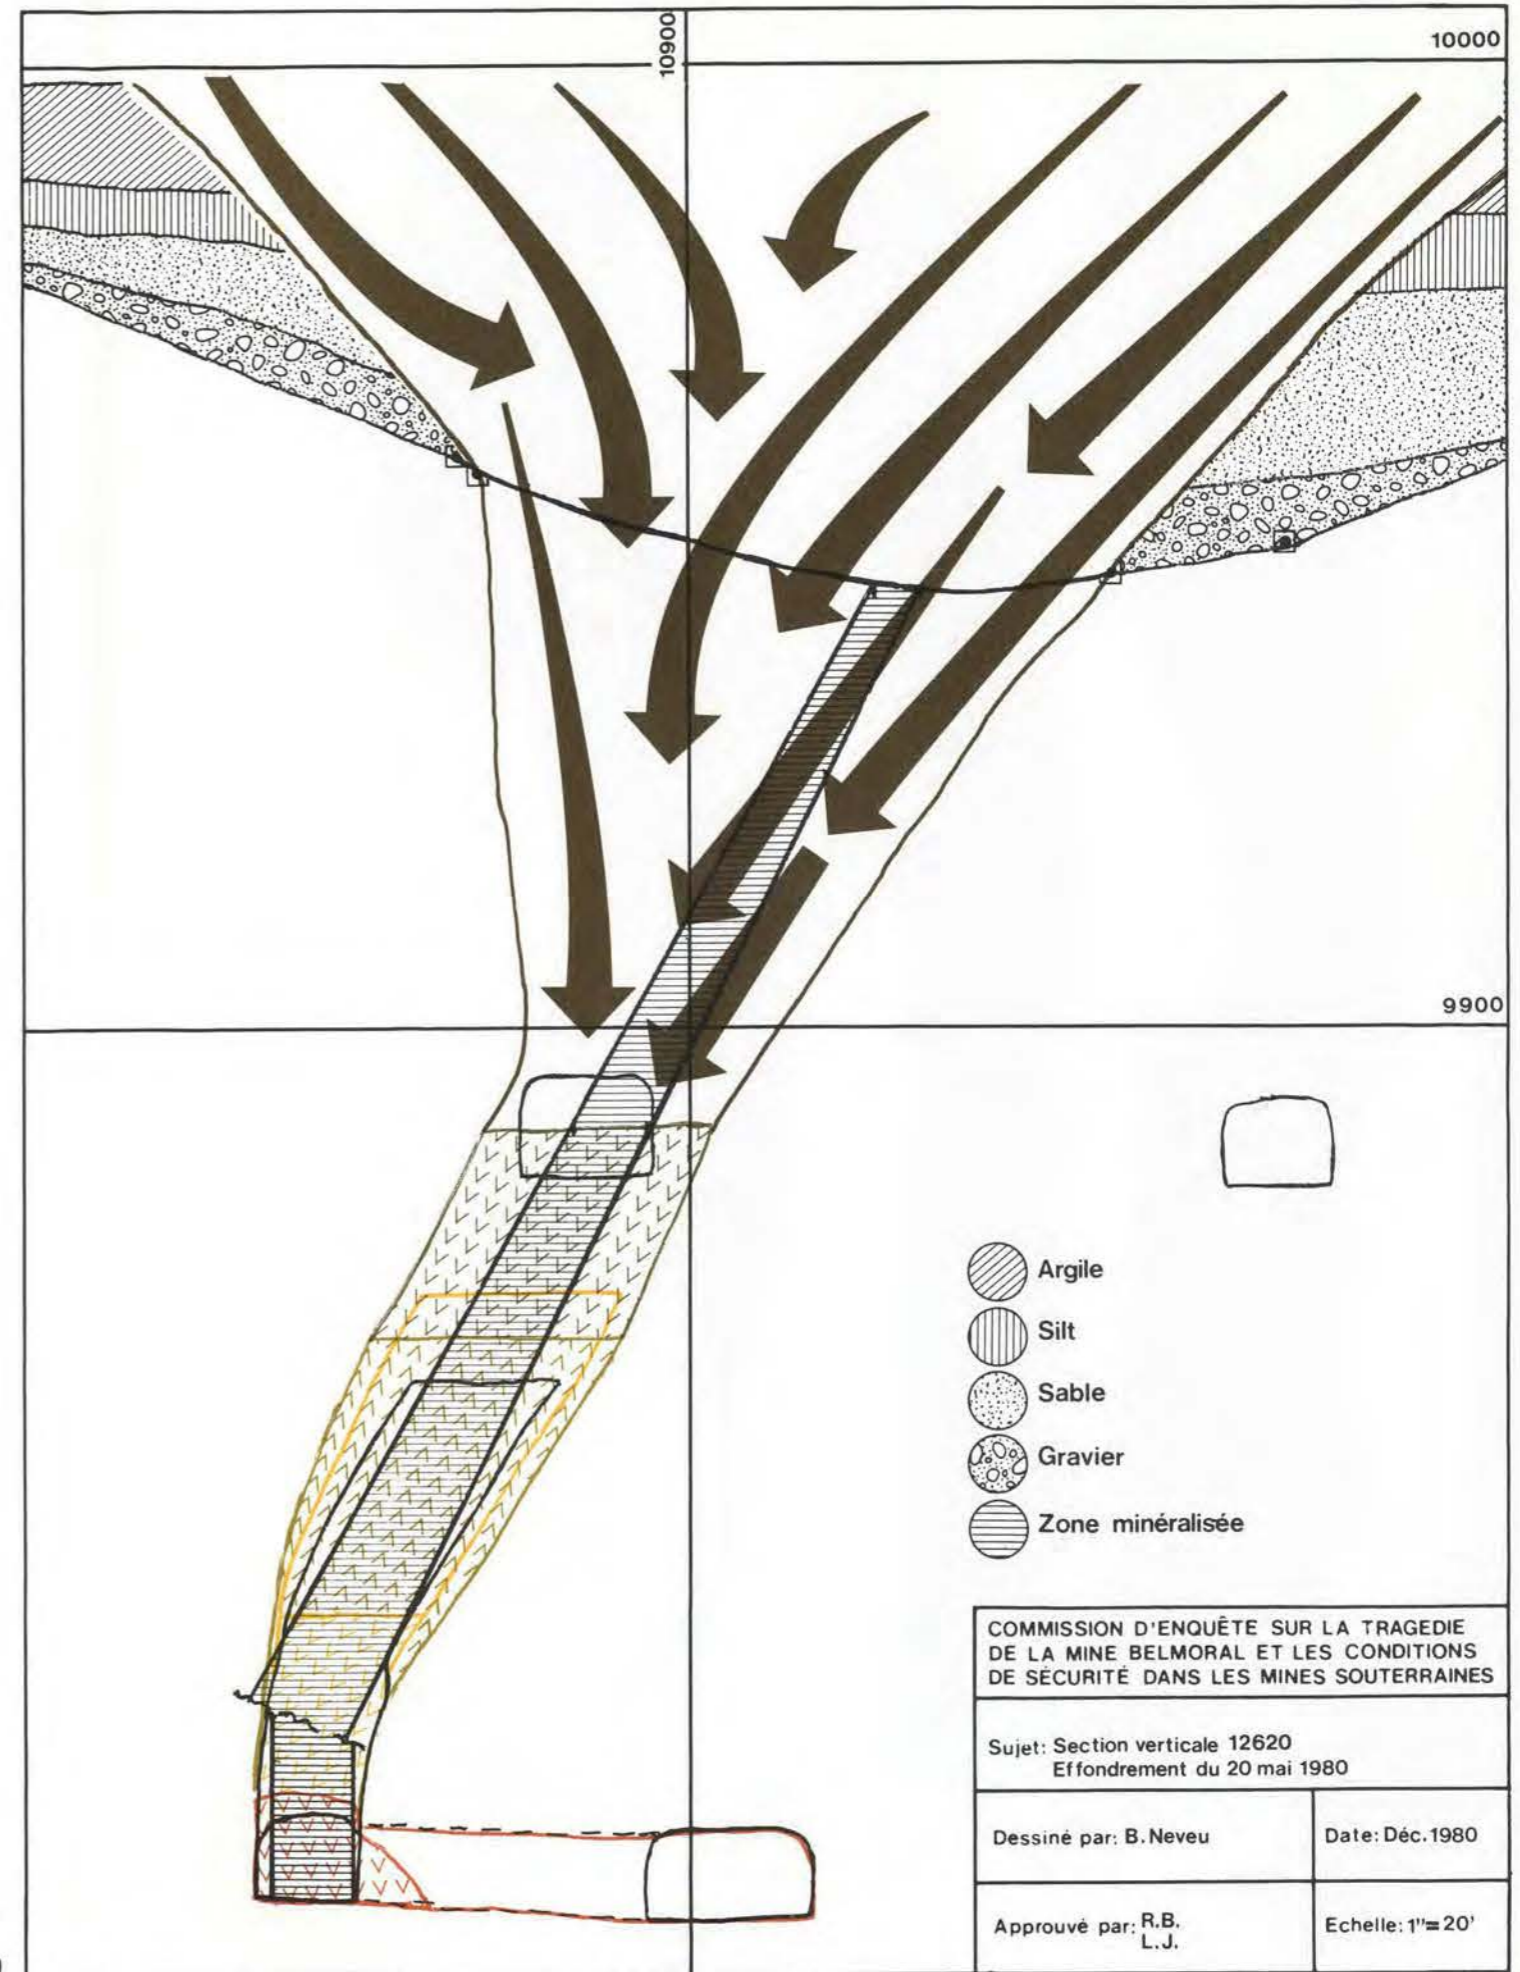 10900
10000
9900
Argile
Silt
Sable
Gravier
Zone minéralisée
COMMISSION D'ENQUÊTE SUR LA TRAGEDIE
DE LA MINE BELMORAL ET LES CONDITIONS
DE SÉCURITÉ DANS LES MINES SOUTERRAINES
Sujet: Section verticale 12620
Effondrement du 20 mai 1980
Dessiné par: B. Neveu
Date: Déc. 1980
Approuvé par: R.B.
L.J.
Echelle: 1"=20'